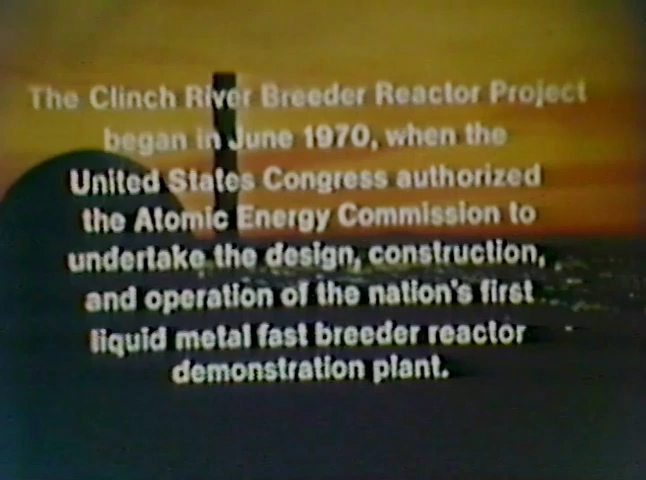 The Clinch River Breeder Reactor Project
began in June 1970, when the
United States Congress authorized
the Atomic Energy Commission to
undertake the design, construction,
and operation of the nation's first
liquid metal fast breeder reactor
demonstration plant.